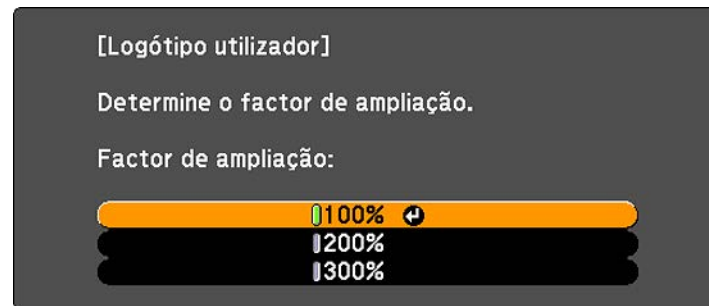 [Logótipo utilizador]
Determine o factor de ampliação.
Factor de ampliação:
100%
200%
300%